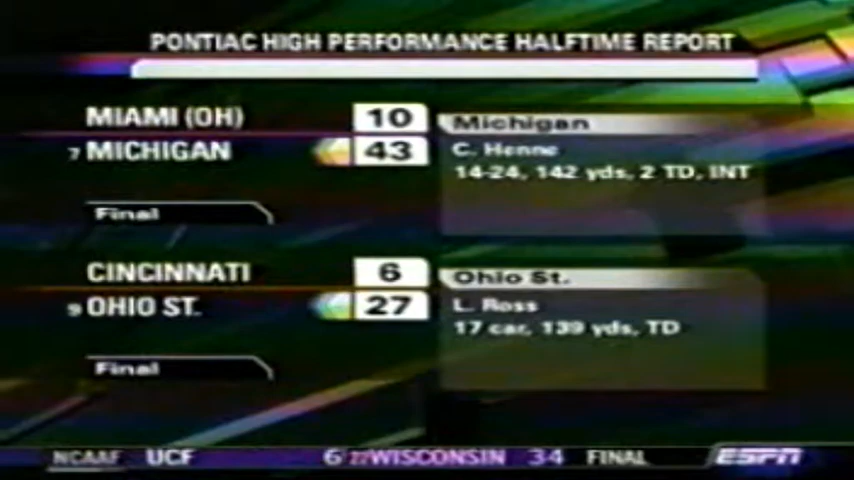 PONTIAC HIGH PERFORMANCE HALFTIME REPORT
MIAMI (OH) 10
7 MICHIGAN 43
Final
Michigan
C. Henne
14-24, 142 yds, 2 TD, INT
CINCINNATI 6
9 OHIO ST. 27
Final
Ohio St.
L. Ross
17 car, 139 yds, TD
NCAAF UCF 6 22 WISCONSIN 34 FINAL ESPN